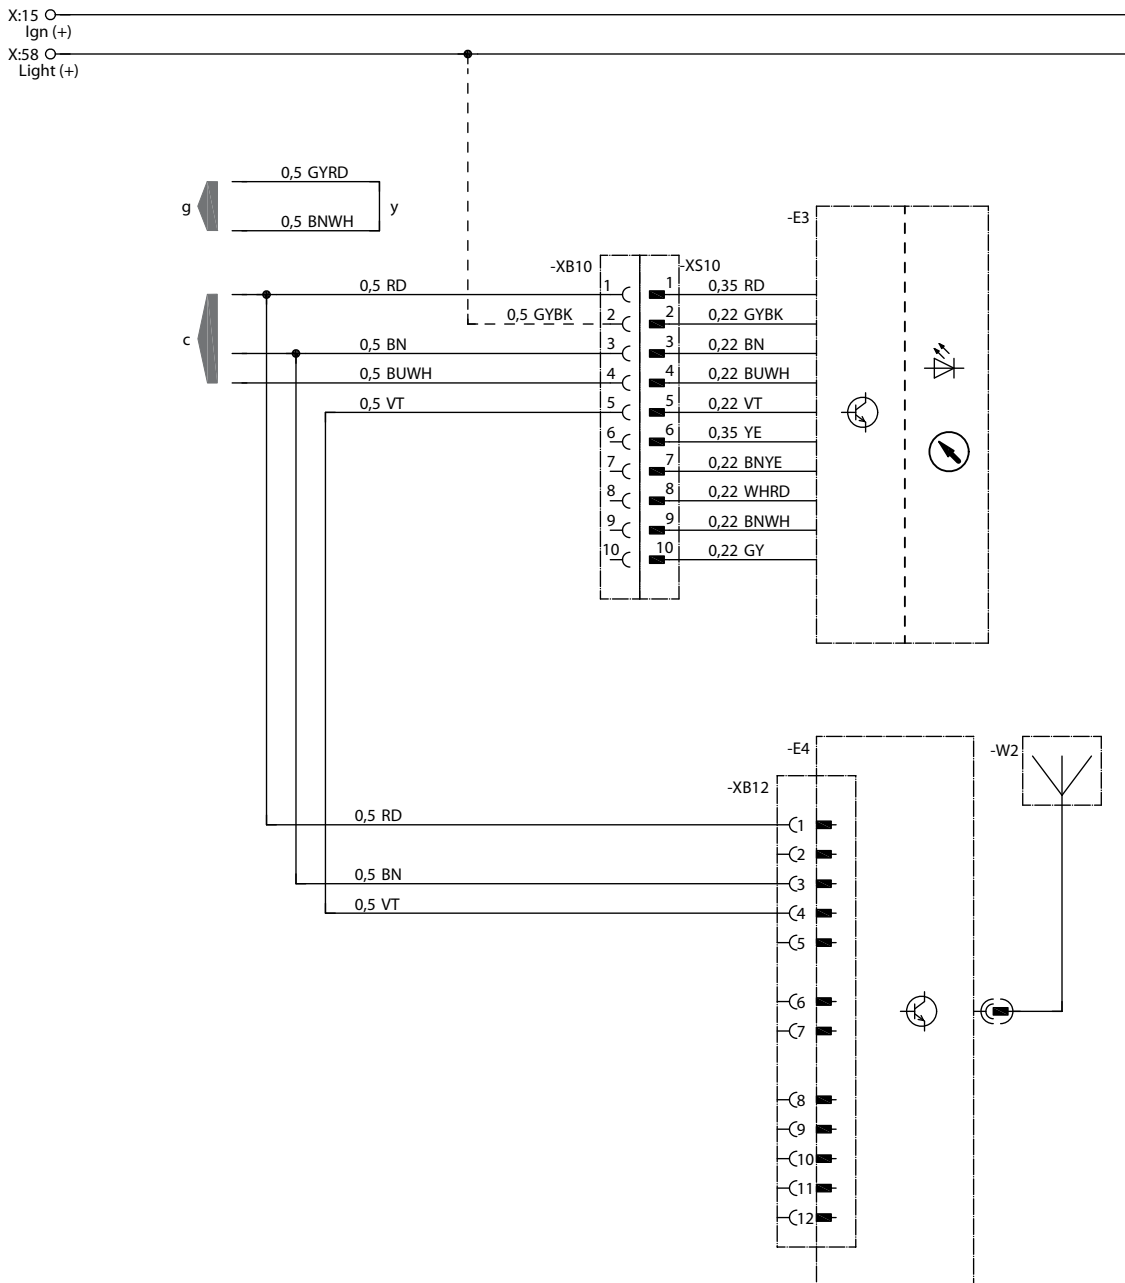 X:15
Ign (+)
X:58
Light (+)
0,5 GYRD
g
y
0,5 BNWH
-E3
-XB10
-XS10
0,5 RD
1
1
0,35 RD
0,5 GYBK
2
2
0,22 GYBK
c
0,5 BN
3
3
0,22 BN
0,5 BUWH
4
4
0,22 BUWH
0,5 VT
5
5
0,22 VT
6
6
0,35 YE
7
7
0,22 BNYE
8
8
0,22 WHRD
9
9
0,22 BNWH
10
10
0,22 GY
-E4
-W2
-XB12
0,5 RD
1
2
0,5 BN
3
0,5 VT
4
5
6
7
8
9
10
11
12